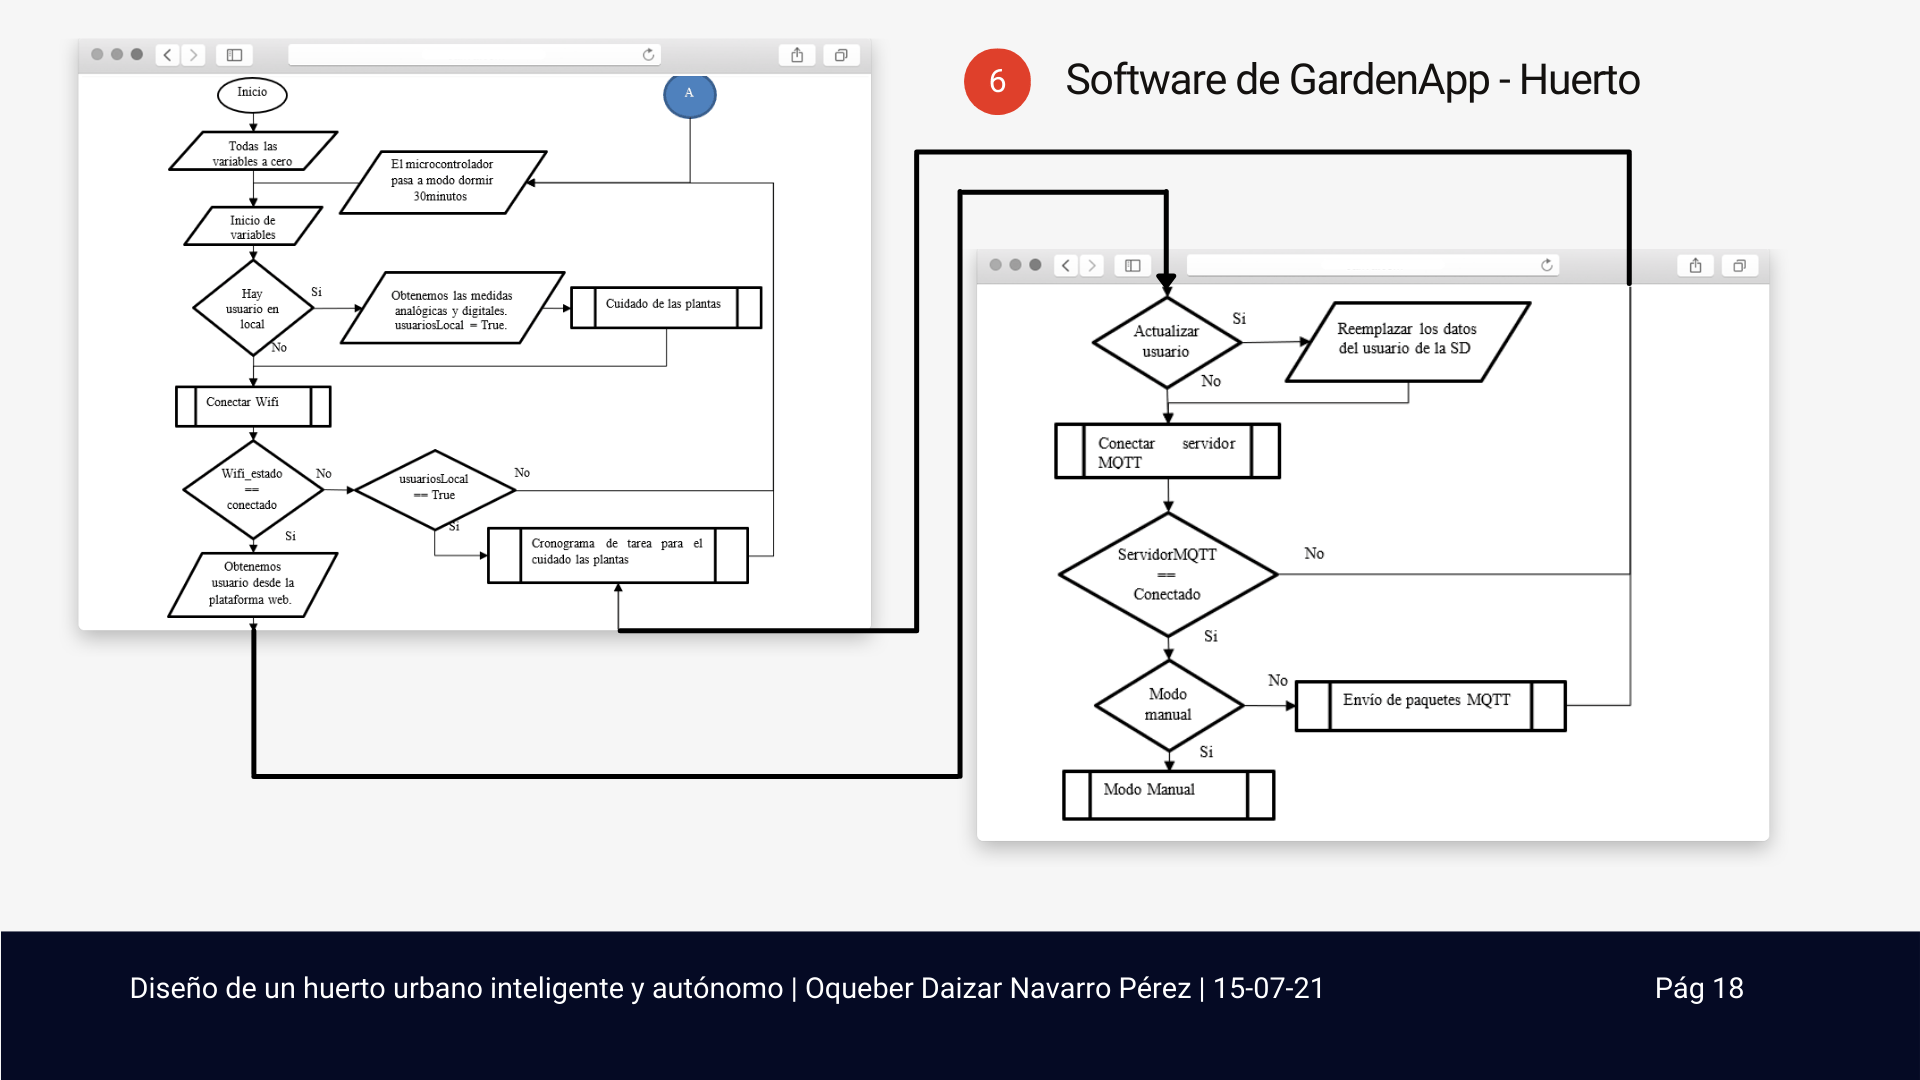 6
Software de GardenApp - Huerto
Inicio
A
Todas las
variables a cero
El microcontrolador
pasa a modo dormir
30minutos
Inicio de
variables
Hay
usuario en
local
Si
No
Obtenemos las medidas
analógicas y digitales.
usuariosLocal = True.
Cuidado de las plantas
Conectar Wifi
Wifi_estado
==
conectado
No
Si
usuariosLocal
== True
No
Si
Cronograma de tarea para el
cuidado las plantas
Obtenemos
usuario desde la
plataforma web.
Actualizar
usuario
Si
No
Reemplazar los datos
del usuario de la SD
Conectar servidor
MQTT
ServidorMQTT
==
Conectado
No
Si
Modo
manual
No
Si
Envío de paquetes MQTT
Modo Manual
Diseño de un huerto urbano inteligente y autónomo | Oqueber Daizar Navarro Pérez | 15-07-21
Pág 18